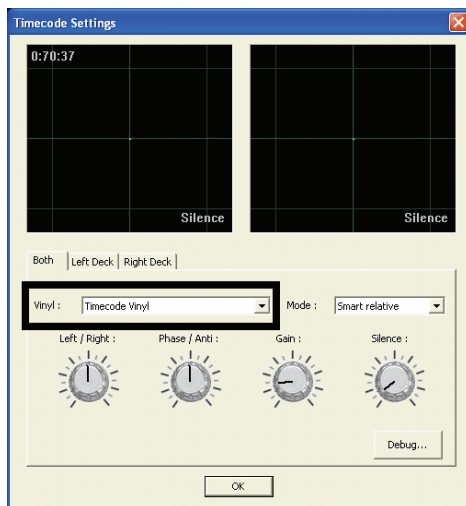 Timecode Settings
0:70:37
Silence
Silence
Both
Left Deck
Right Deck
Vinyl :
Timecode Vinyl
Mode :
Smart relative
Left / Right :
Phase / Anti :
Gain :
Silence :
Debug...
OK